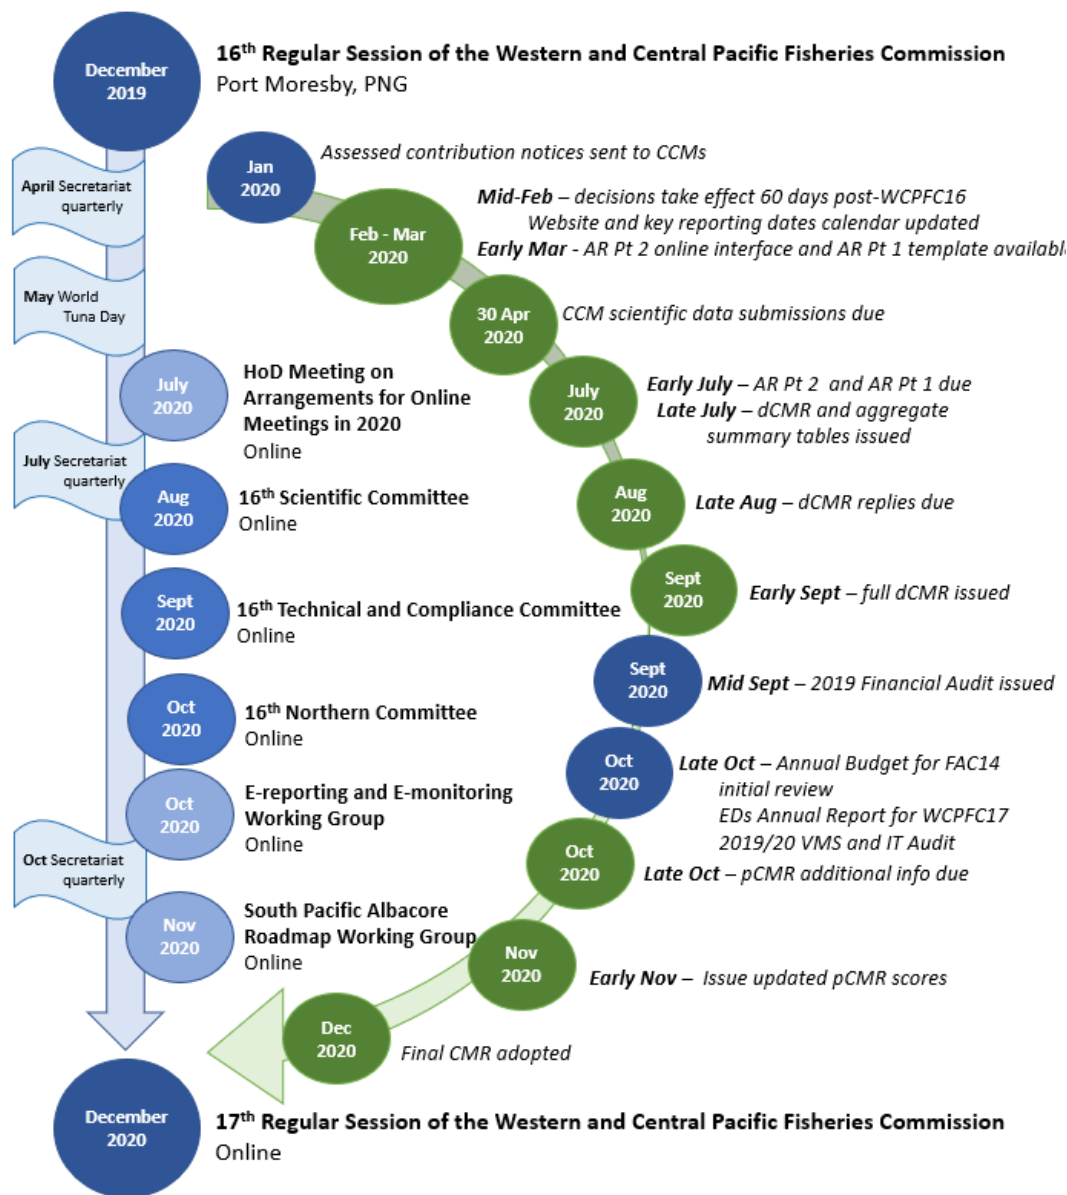 December
2019
16th Regular Session of the Western and Central Pacific Fisheries Commission
Port Moresby, PNG
Jan
2020
Assessed contribution notices sent to CCMs
April Secretariat
quarterly
Feb - Mar
2020
Mid-Feb – decisions take effect 60 days post-WCPFC16
Website and key reporting dates calendar updated
Early Mar - AR Pt 2 online interface and AR Pt 1 template available
May World
Tuna Day
30 Apr
2020
CCM scientific data submissions due
July
2020
HoD Meeting on
Arrangements for Online
Meetings in 2020
Online
July
2020
Early July – AR Pt 2 and AR Pt 1 due
Late July – dCMR and aggregate
summary tables issued
July Secretariat
quarterly
Aug
2020
16th Scientific Committee
Online
Aug
2020
Late Aug – dCMR replies due
Sept
2020
16th Technical and Compliance Committee
Online
Sept
2020
Early Sept – full dCMR issued
Sept
2020
Mid Sept – 2019 Financial Audit issued
Oct
2020
16th Northern Committee
Online
Oct
2020
Late Oct – Annual Budget for FAC14
initial review
EDs Annual Report for WCPFC17
2019/20 VMS and IT Audit
Oct
2020
E-reporting and E-monitoring
Working Group
Online
Oct
2020
Late Oct – pCMR additional info due
Oct Secretariat
quarterly
Nov
2020
South Pacific Albacore
Roadmap Working Group
Online
Nov
2020
Early Nov – Issue updated pCMR scores
Dec
2020
Final CMR adopted
December
2020
17th Regular Session of the Western and Central Pacific Fisheries Commission
Online